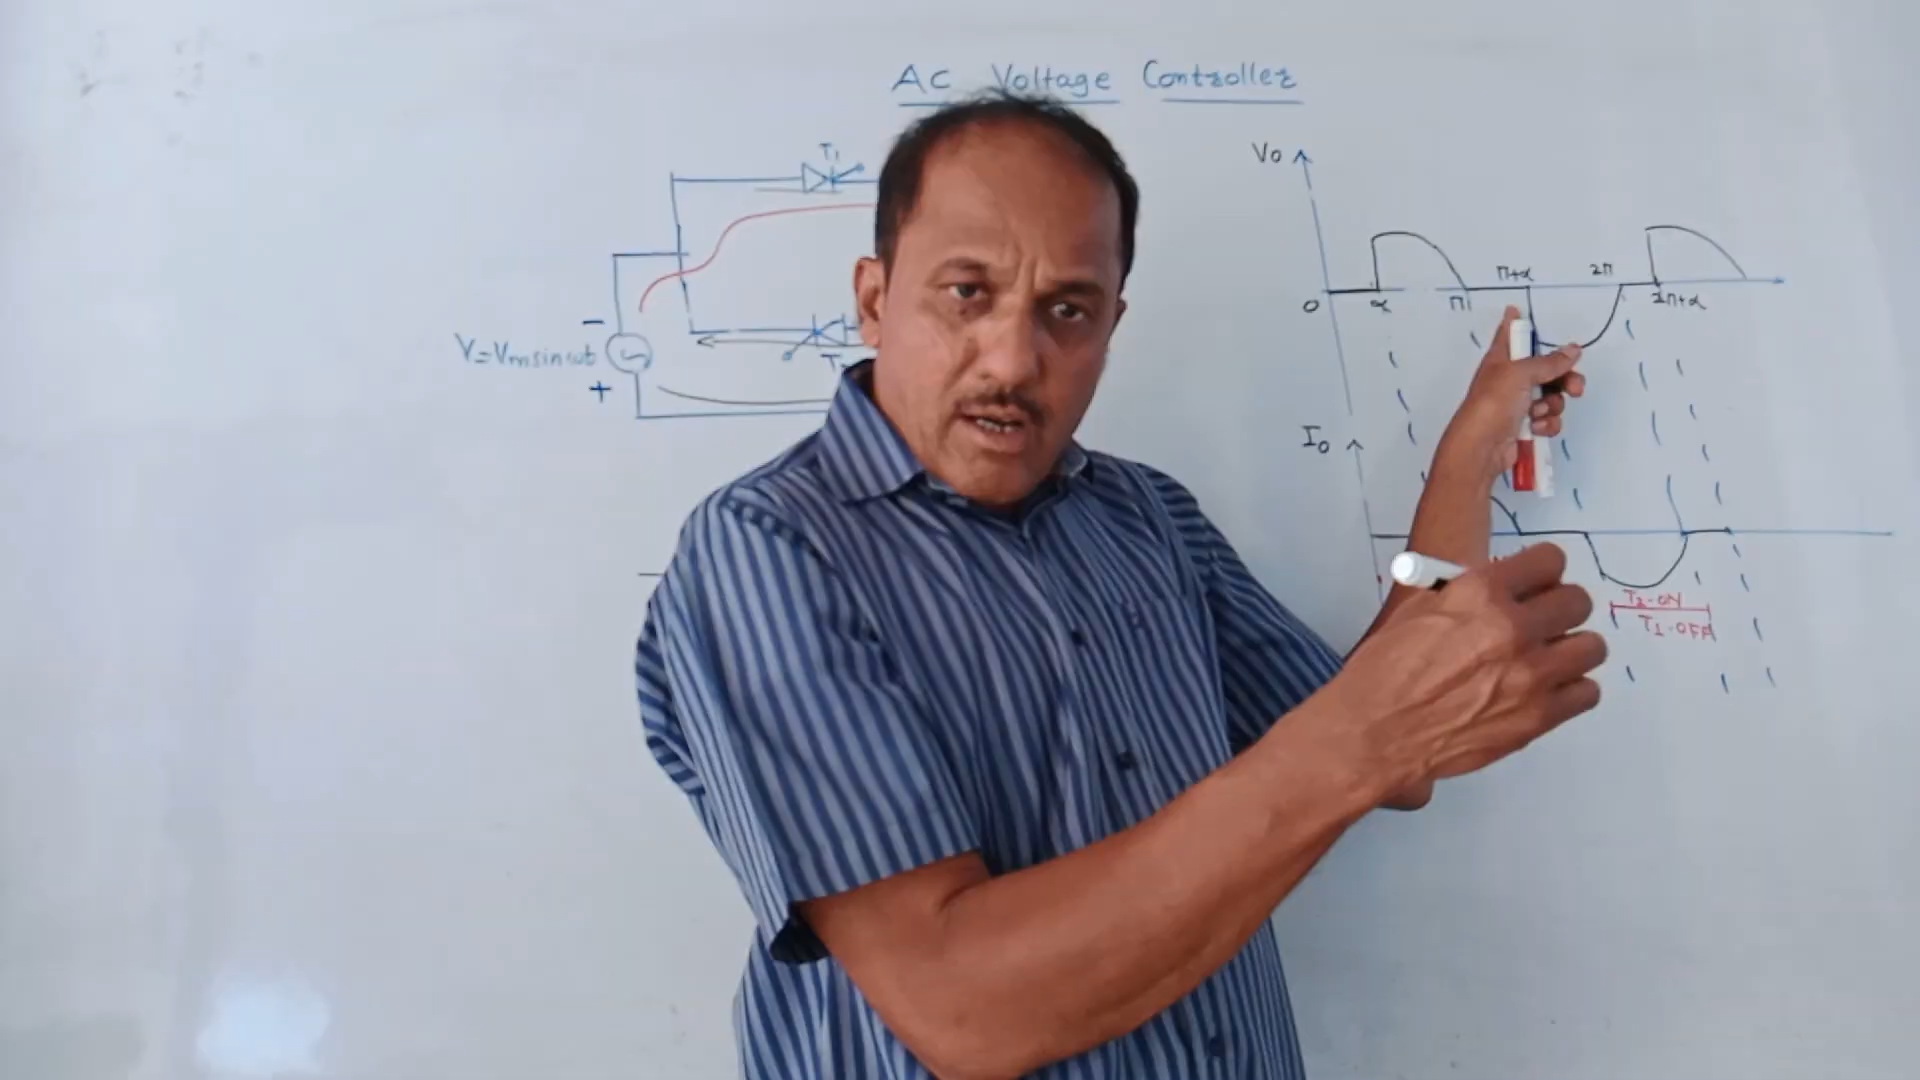 Ac Voltage Controller
T1
V=Vmsinωt
-
+
Vo
0 α π π+α 2π 2π+α
Io
T2-ON
T1-OFF